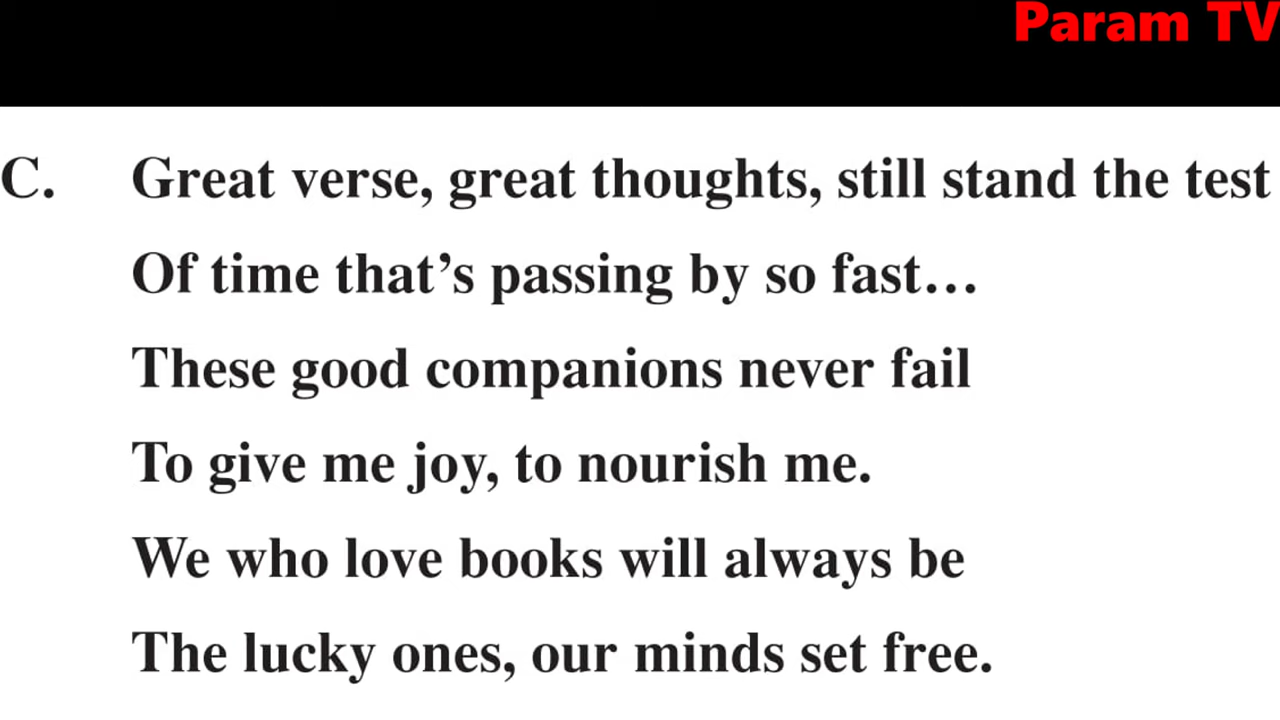 Param TV
C. Great verse, great thoughts, still stand the test
Of time that’s passing by so fast…
These good companions never fail
To give me joy, to nourish me.
We who love books will always be
The lucky ones, our minds set free.